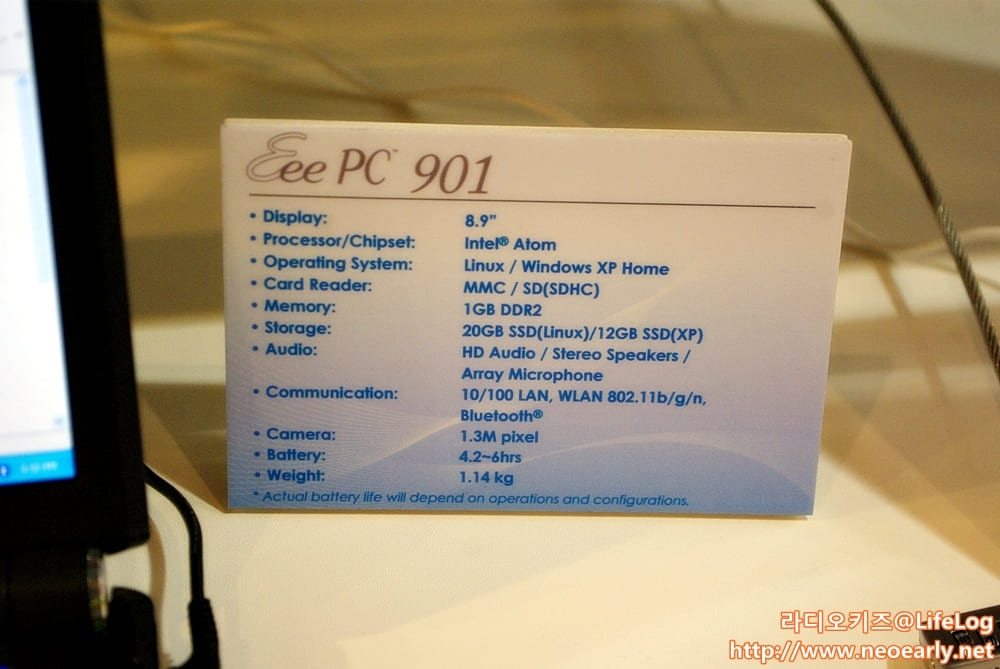 Eee PC™ 901
• Display: 8.9"
• Processor/Chipset: Intel® Atom
• Operating System: Linux / Windows XP Home
• Card Reader: MMC / SD(SDHC)
• Memory: 1GB DDR2
• Storage: 20GB SSD(Linux)/12GB SSD(XP)
• Audio: HD Audio / Stereo Speakers /
Array Microphone
• Communication: 10/100 LAN, WLAN 802.11b/g/n,
Bluetooth®
• Camera: 1.3M pixel
• Battery: 4.2~6hrs
• Weight: 1.14 kg
* Actual battery life will depend on operations and configurations.
라디오키즈@LifeLog
http://www.neoearly.net